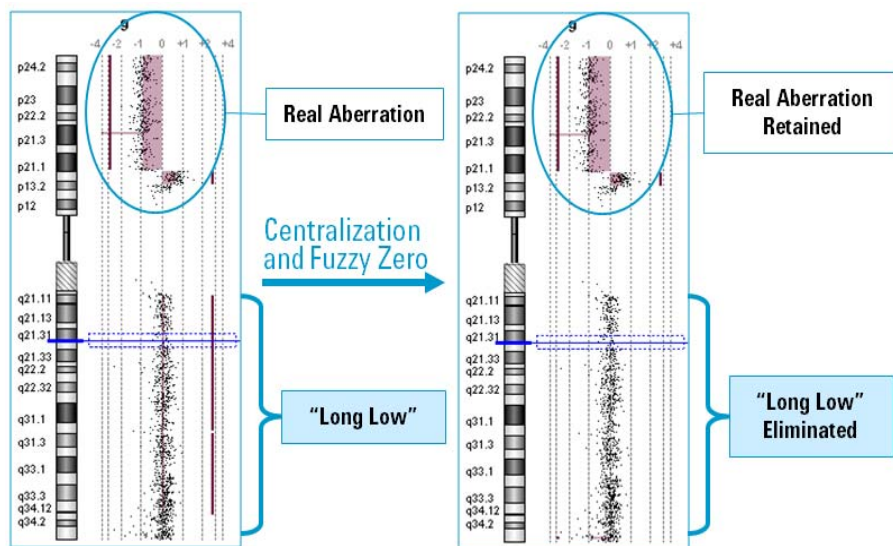 9
-4 -2 -1 0 +1 +2 +4
p24.2
p23
p22.2
p21.3
p21.1
p13.2
p12
q21.11
q21.13
q21.31
q21.33
q22.2
q22.32
q31.1
q31.3
q33.1
q33.3
q34.12
q34.2
Real Aberration
“Long Low”
Centralization
and Fuzzy Zero
9
-4 -2 -1 0 +1 +2 +4
p24.2
p23
p22.2
p21.3
p21.1
p13.2
p12
q21.11
q21.13
q21.31
q21.33
q22.2
q22.32
q31.1
q31.3
q33.1
q33.3
q34.12
q34.2
Real Aberration
Retained
“Long Low”
Eliminated